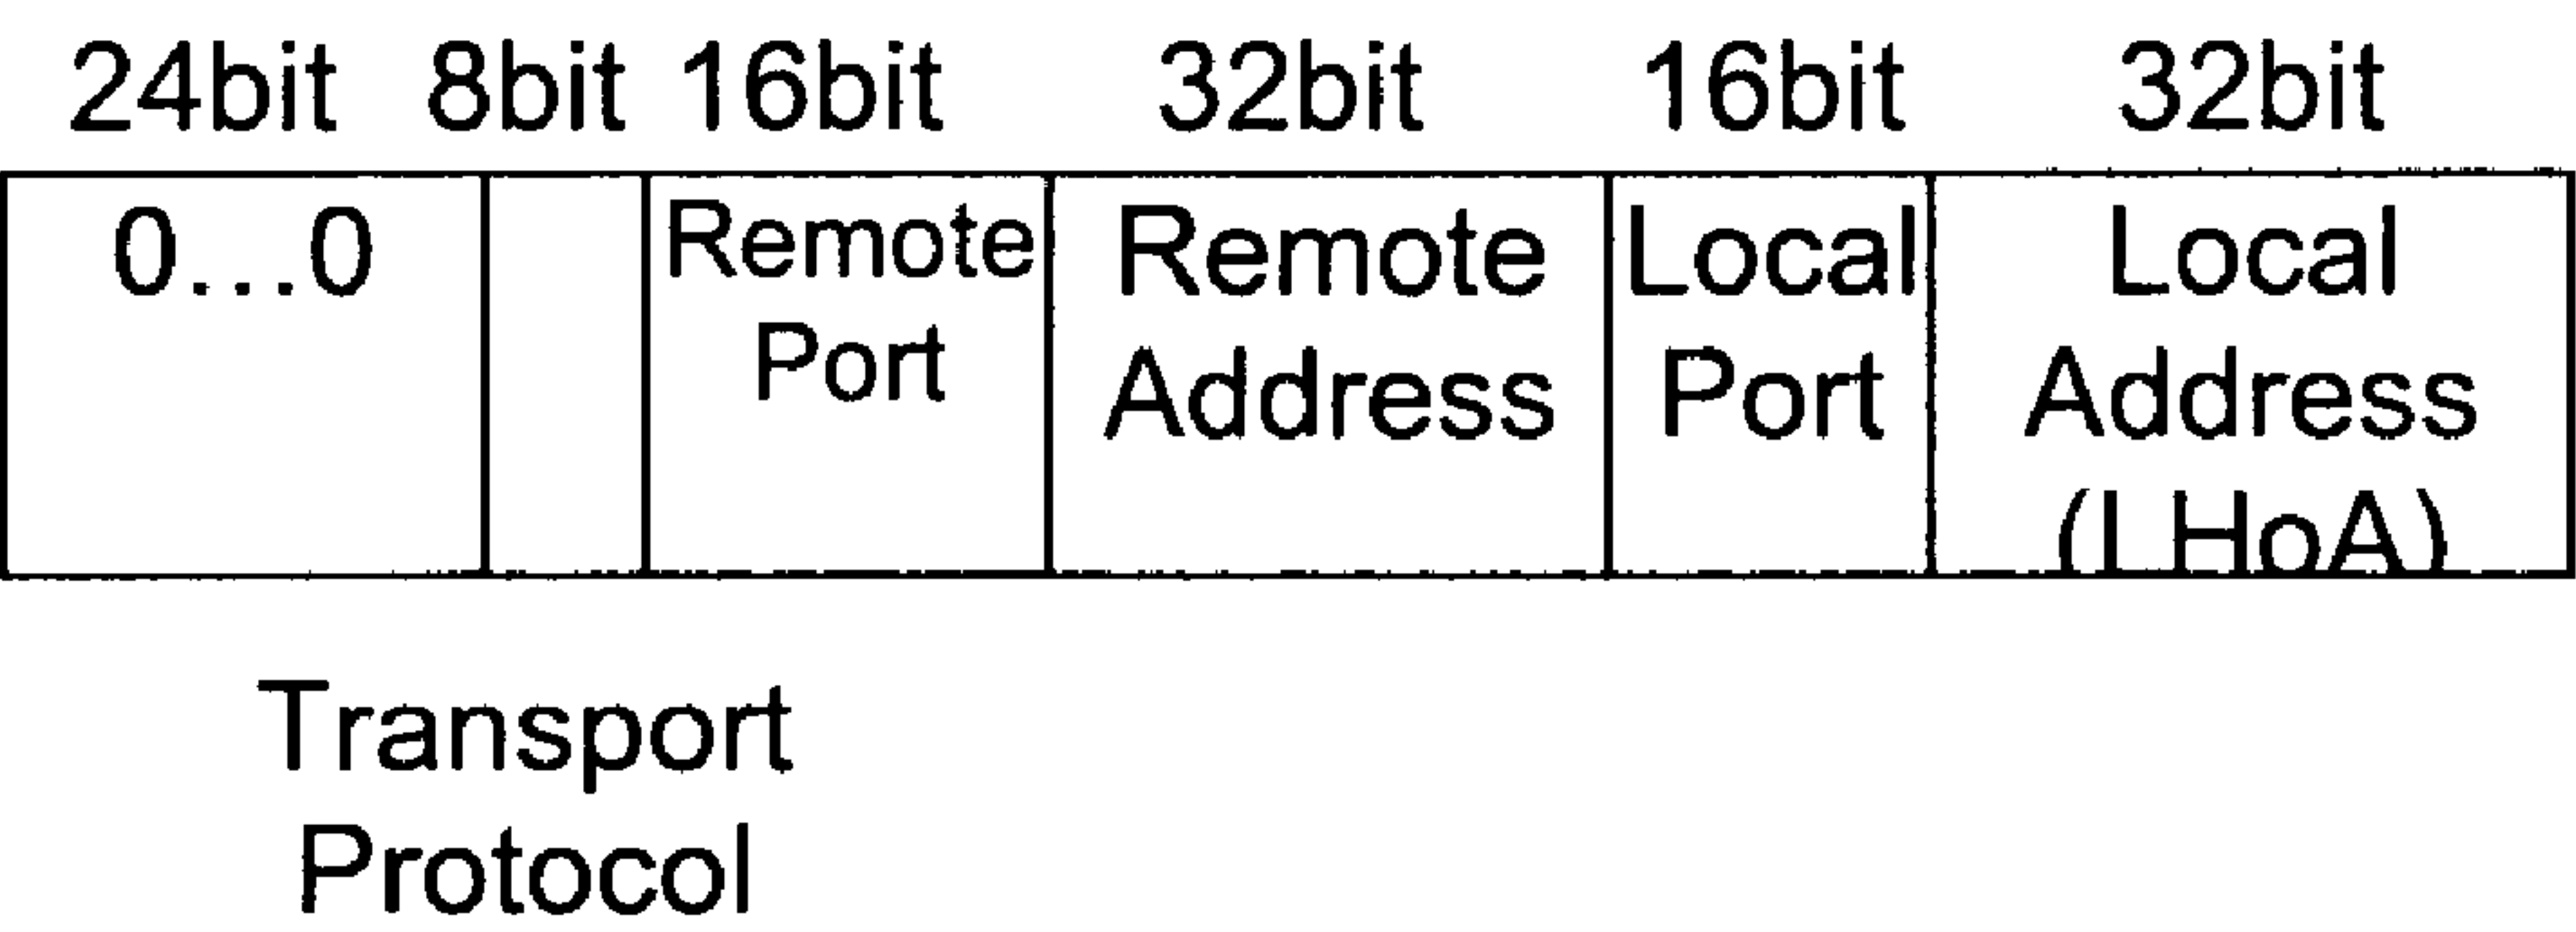 24bit 8bit 16bit 32bit 16bit 32bit
0...0 Remote Port Remote Address Local Port Local Address (LHoA)
Transport
Protocol